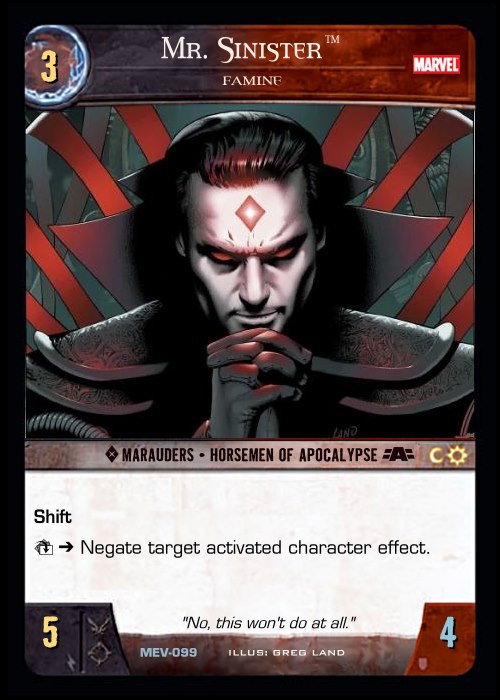 3
MR. SINISTER™
MARVEL
FAMINE
LAND
MARAUDERS • HORSEMEN OF APOCALYPSE
Shift
➔ Negate target activated character effect.
"No, this won't do at all."
5
4
MEV-099 ILLUS: GREG LAND